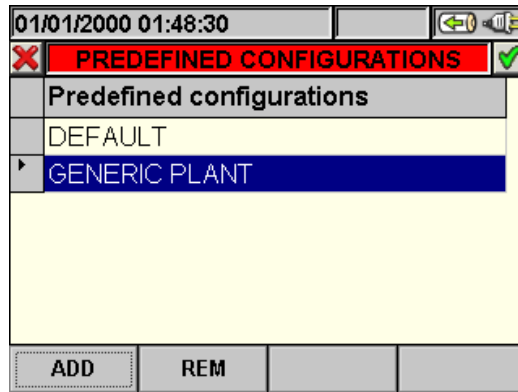 01/01/2000 01:48:30
PREDEFINED CONFIGURATIONS
Predefined configurations
DEFAULT
GENERIC PLANT
ADD REM